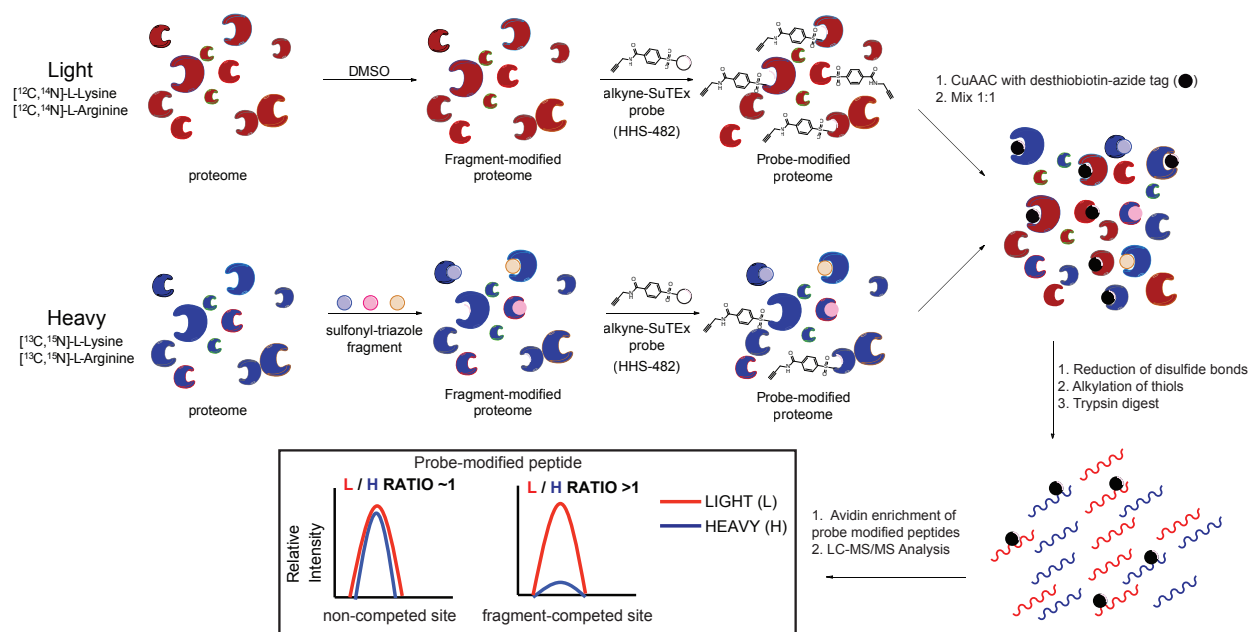 Light
[¹²C,¹⁴N]-L-Lysine
[¹²C,¹⁴N]-L-Arginine
proteome
DMSO
Fragment-modified
proteome
alkyne-SuTEx
probe
(HHS-482)
Probe-modified
proteome
1. CuAAC with desthiobiotin-azide tag ( )
2. Mix 1:1
Heavy
[¹³C,¹⁵N]-L-Lysine
[¹³C,¹⁵N]-L-Arginine
proteome
sulfonyl-triazole
fragment
Fragment-modified
proteome
alkyne-SuTEx
probe
(HHS-482)
Probe-modified
proteome
1. Reduction of disulfide bonds
2. Alkylation of thiols
3. Trypsin digest
1. Avidin enrichment of
probe modified peptides
2. LC-MS/MS Analysis
Probe-modified peptide
L / H RATIO ~1
L / H RATIO >1
LIGHT (L)
HEAVY (H)
Relative
Intensity
non-competed site
fragment-competed site